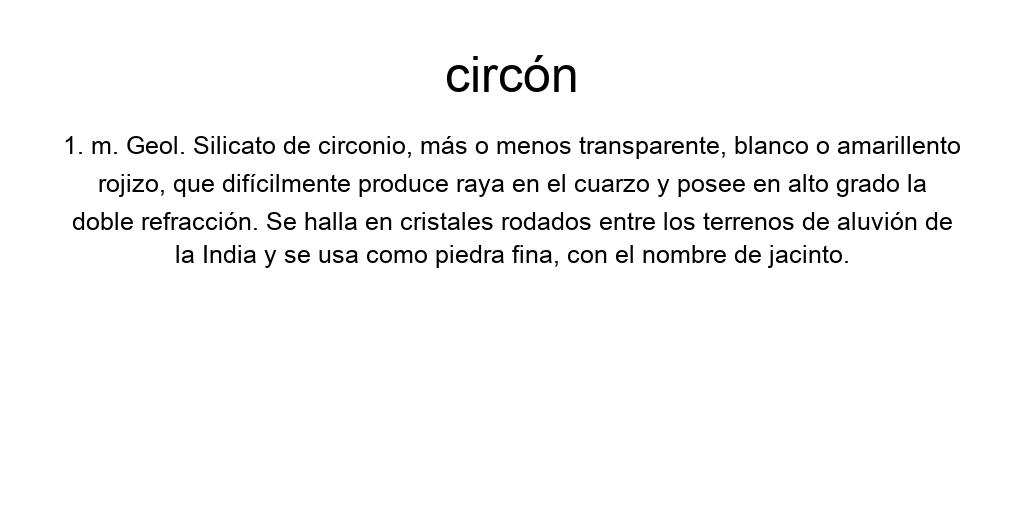 circón
1. m. Geol. Silicato de circonio, más o menos transparente, blanco o amarillento
rojizo, que difícilmente produce raya en el cuarzo y posee en alto grado la
doble refracción. Se halla en cristales rodados entre los terrenos de aluvión de
la India y se usa como piedra fina, con el nombre de jacinto.